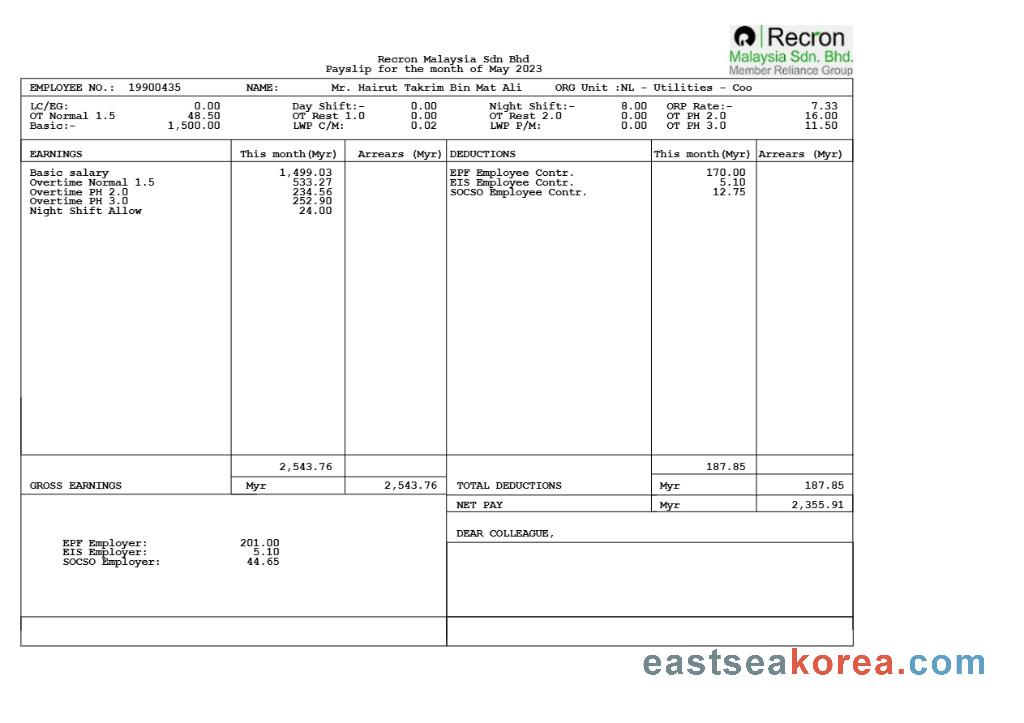 Recron
Malaysia Sdn. Bhd.
Member Reliance Group
Recron Malaysia Sdn Bhd
Payslip for the month of May 2023
EMPLOYEE NO.: 19900435 NAME: Mr. Hairut Takrim Bin Mat Ali ORG Unit :NL - Utilities - Coo
LC/EG: 0.00 Day Shift:- 0.00 Night Shift:- 8.00 ORP Rate:- 7.33
OT Normal 1.5 48.50 OT Rest 1.0 0.00 OT Rest 2.0 0.00 OT PH 2.0 16.00
Basic:- 1,500.00 LWP C/M: 0.02 LWP P/M: 0.00 OT PH 3.0 11.50
EARNINGS This month(Myr) Arrears (Myr) DEDUCTIONS This month(Myr) Arrears (Myr)
Basic salary 1,499.03 EPF Employee Contr. 170.00
Overtime Normal 1.5 533.27 EIS Employee Contr. 5.10
Overtime PH 2.0 234.56 SOCSO Employee Contr. 12.75
Overtime PH 3.0 252.90
Night Shift Allow 24.00
2,543.76 187.85
GROSS EARNINGS Myr 2,543.76 TOTAL DEDUCTIONS Myr 187.85
NET PAY Myr 2,355.91
DEAR COLLEAGUE,
EPF Employer: 201.00
EIS Employer: 5.10
SOCSO Employer: 44.65
eastseakorea.com